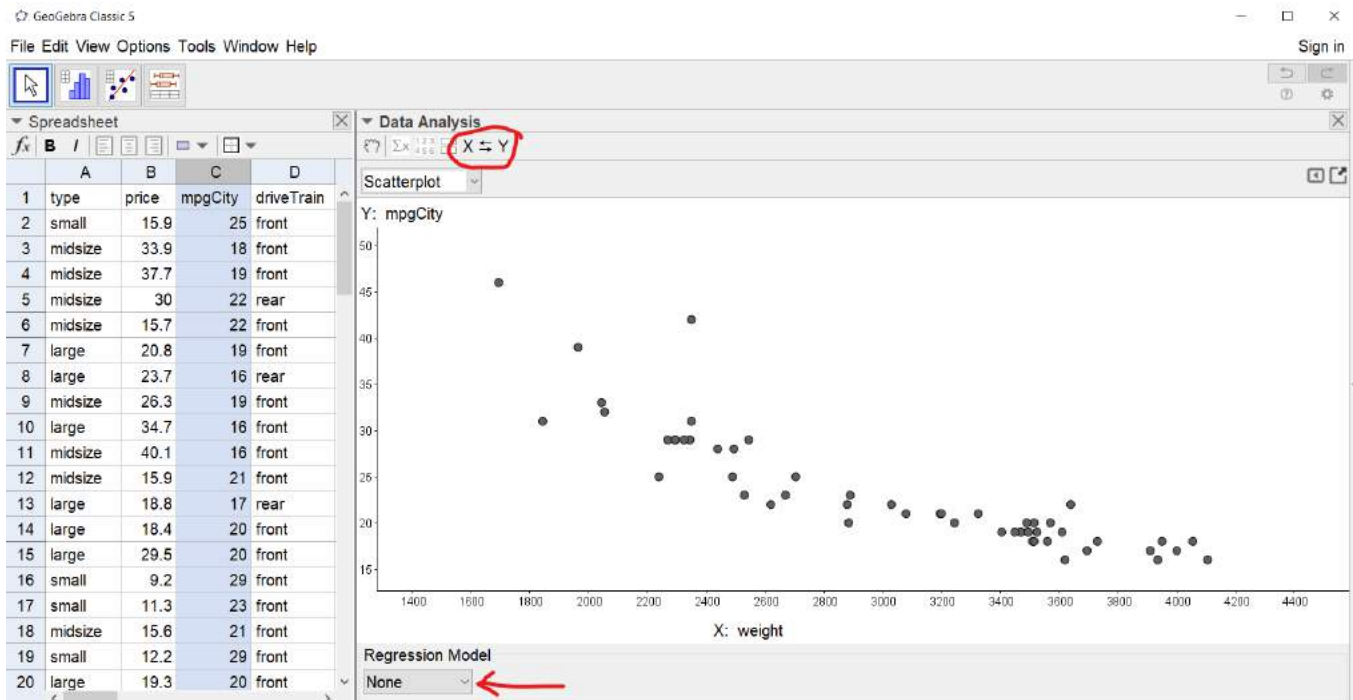 GeoGebra Classic 5
File Edit View Options Tools Window Help
Sign in
Spreadsheet
Data Analysis
fx B I
Σx 123 456 X ⇆ Y
A B C D
Scatterplot
1 type price mpgCity driveTrain
2 small 15.9 25 front
3 midsize 33.9 18 front
4 midsize 37.7 19 front
5 midsize 30 22 rear
6 midsize 15.7 22 front
7 large 20.8 19 front
8 large 23.7 16 rear
9 midsize 26.3 19 front
10 large 34.7 16 front
11 midsize 40.1 16 front
12 midsize 15.9 21 front
13 large 18.8 17 rear
14 large 18.4 20 front
15 large 29.5 20 front
16 small 9.2 29 front
17 small 11.3 23 front
18 midsize 15.6 21 front
19 small 12.2 29 front
20 large 19.3 20 front
Y: mpgCity
50
45
40
35
30
25
20
15
1400 1600 1800 2000 2200 2400 2600 2800 3000 3200 3400 3600 3800 4000 4200 4400
X: weight
Regression Model
None